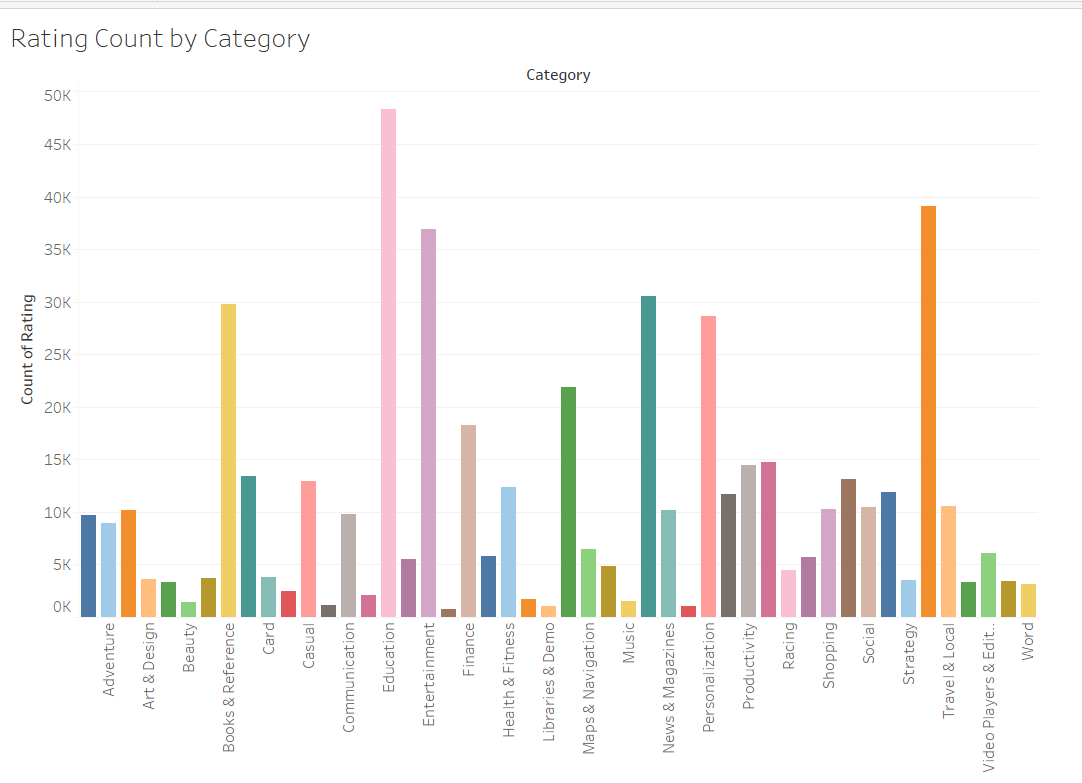 Rating Count by Category
Category
Count of Rating
50K
45K
40K
35K
30K
25K
20K
15K
10K
5K
0K
Adventure
Art & Design
Beauty
Books & Reference
Card
Casual
Communication
Education
Entertainment
Finance
Health & Fitness
Libraries & Demo
Maps & Navigation
Music
News & Magazines
Personalization
Productivity
Racing
Shopping
Social
Strategy
Travel & Local
Video Players & Edit..
Word